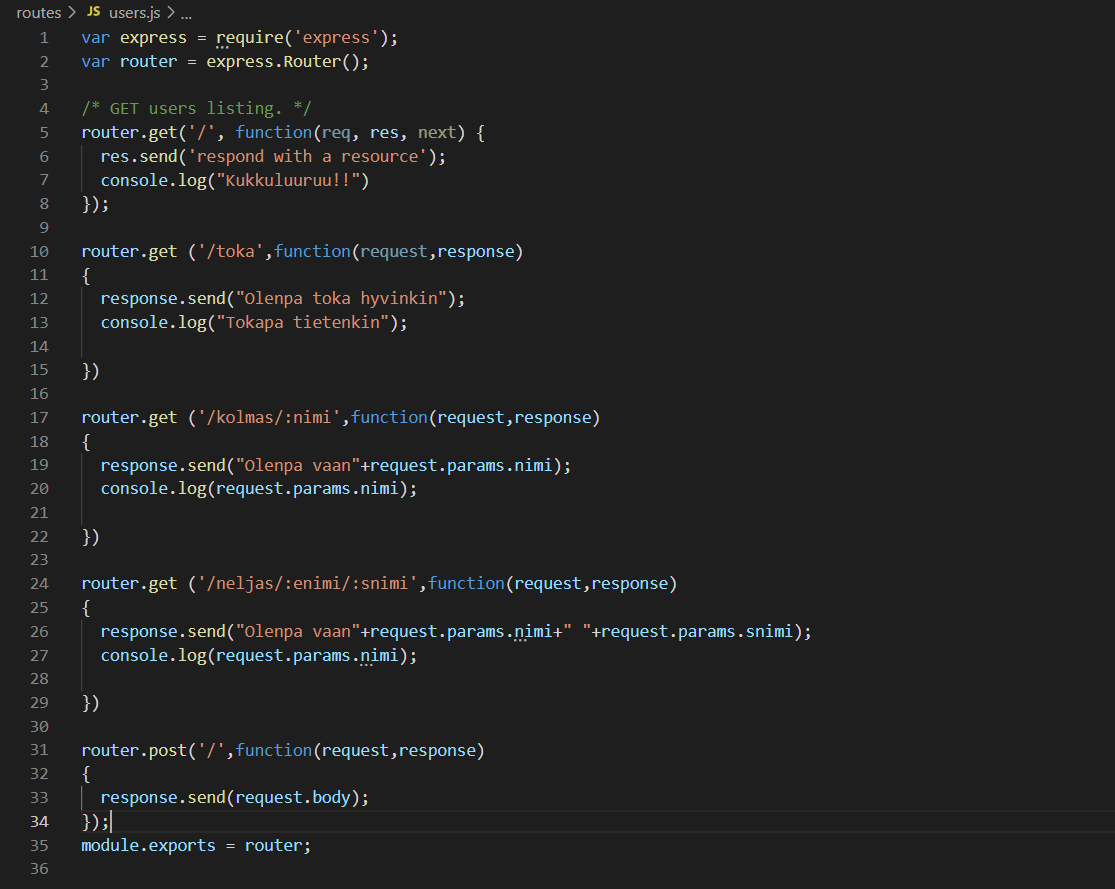 routes > JS users.js > ...
1 var express = require('express');
2 var router = express.Router();
3
4 /* GET users listing. */
5 router.get('/', function(req, res, next) {
6   res.send('respond with a resource');
7   console.log("Kukkuluuruu!!")
8 });
9
10 router.get ('/toka',function(request,response)
11 {
12   response.send("Olenpa toka hyvinkin");
13   console.log("Tokapa tietenkin");
14
15 })
16
17 router.get ('/kolmas/:nimi',function(request,response)
18 {
19   response.send("Olenpa vaan"+request.params.nimi);
20   console.log(request.params.nimi);
21
22 })
23
24 router.get ('/neljas/:enimi/:snimi',function(request,response)
25 {
26   response.send("Olenpa vaan"+request.params.nimi+" "+request.params.snimi);
27   console.log(request.params.nimi);
28
29 })
30
31 router.post('/',function(request,response)
32 {
33   response.send(request.body);
34 });
35 module.exports = router;
36